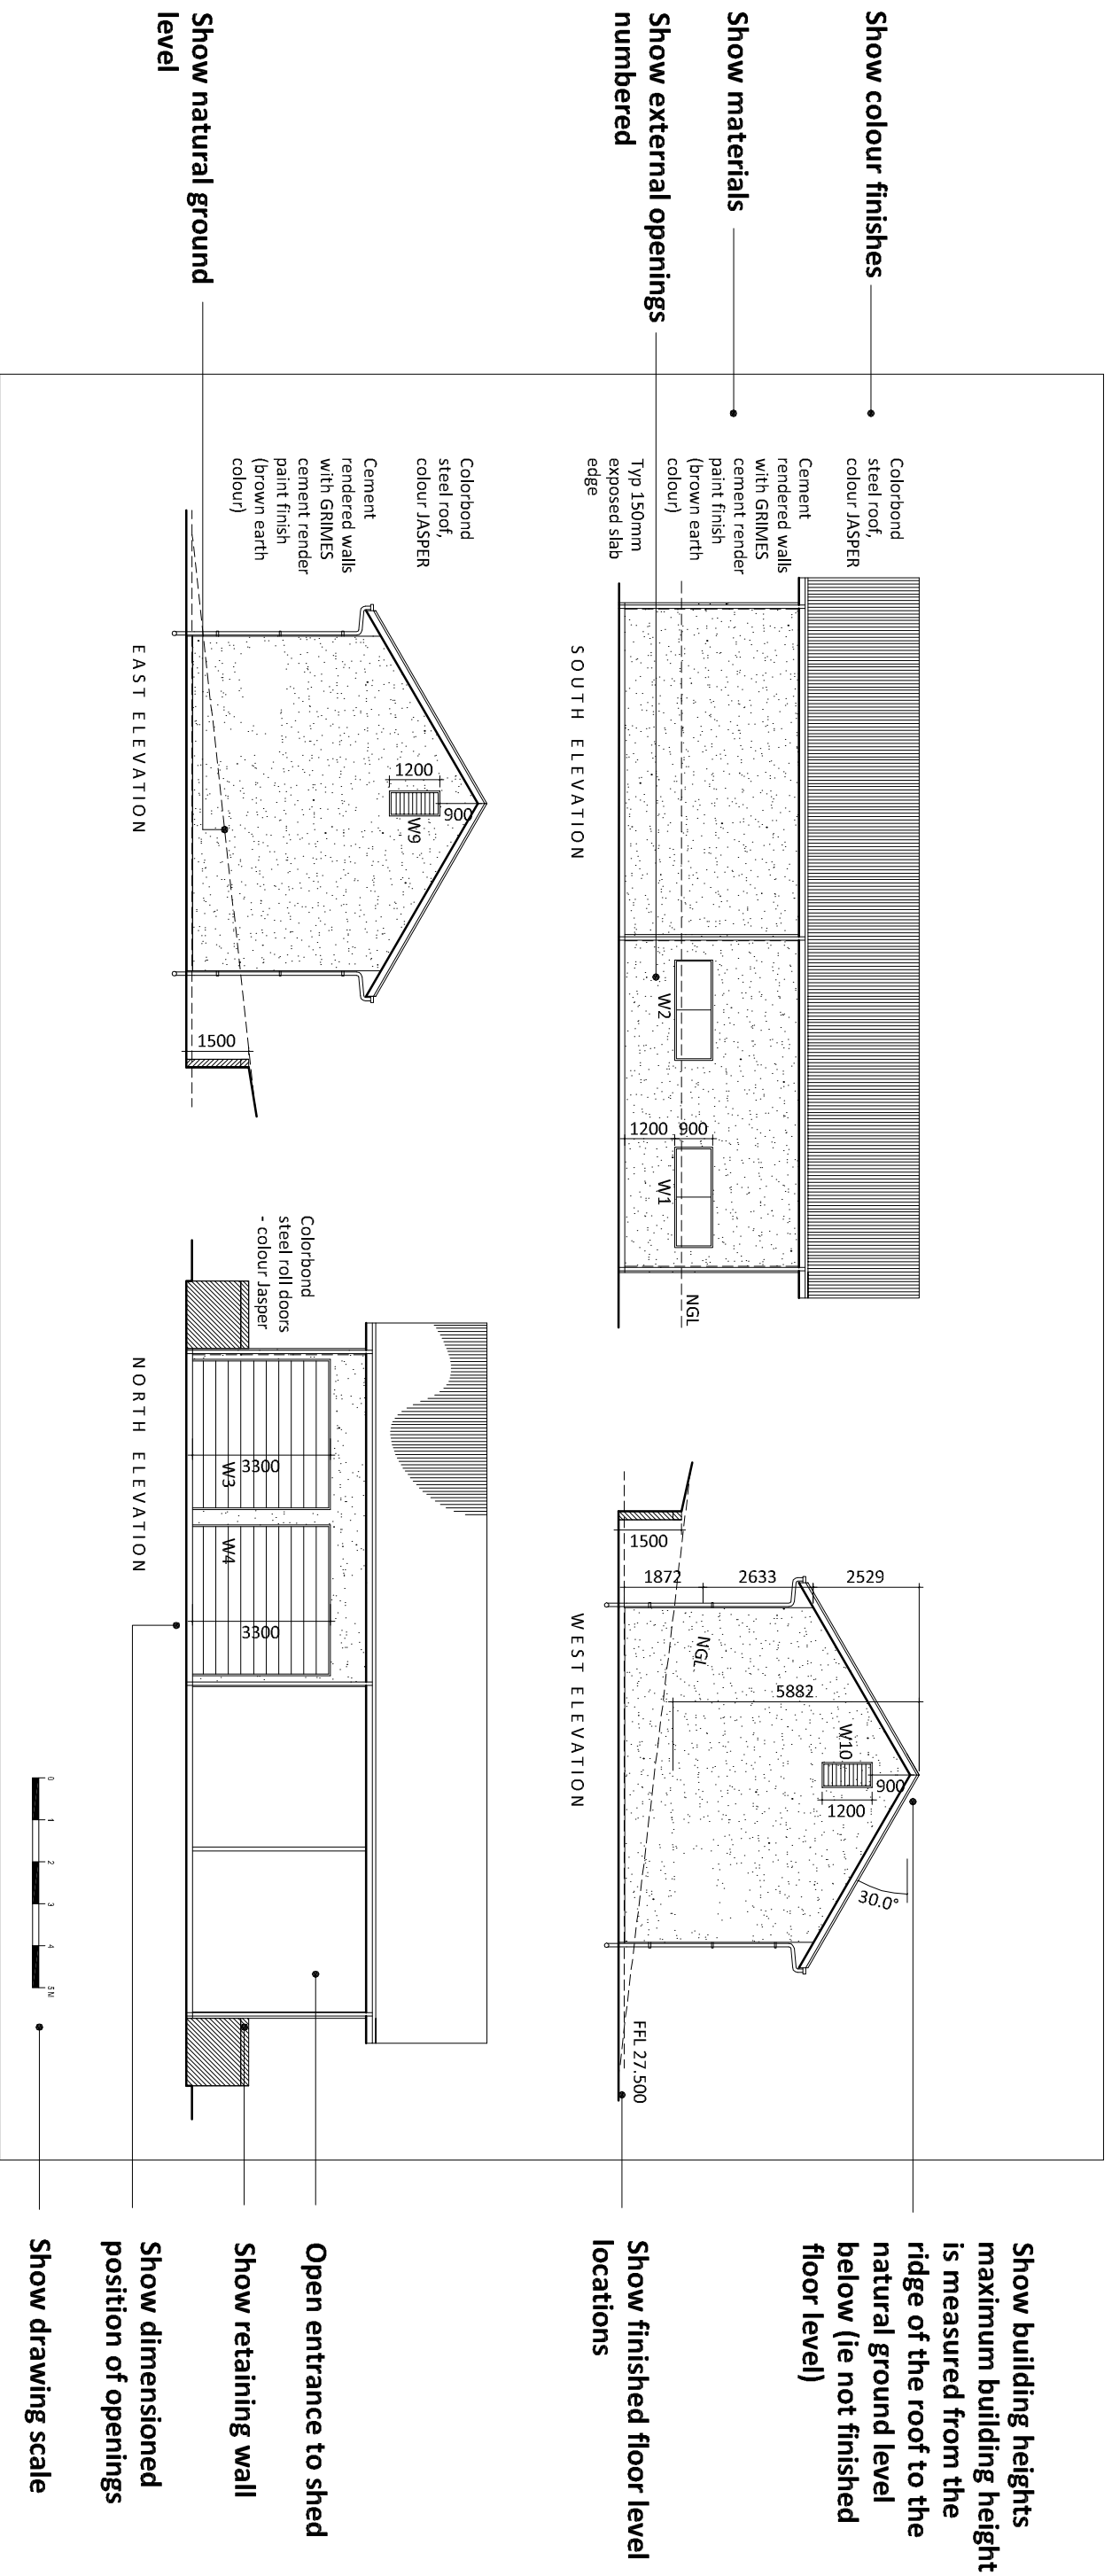 Show colour finishes
Show materials
Show external openings
numbered
Show natural ground
level
Colorbond
steel roof,
colour JASPER
Cement
rendered walls
with GRIMES
cement render
paint finish
(brown earth
colour)
Typ 150mm
exposed slab
edge
W2
1200
900
W1
NGL
SOUTH ELEVATION
1500
1872
2633
2529
NGL
5882
W10
900
1200
30.0°
FFL 27.500
WEST ELEVATION
Colorbond
steel roof,
colour JASPER
Cement
rendered walls
with GRIMES
cement render
paint finish
(brown earth
colour)
1200
900
W9
1500
EAST ELEVATION
Colorbond
steel roll doors
- colour Jasper
3300
W3
W4
3300
NORTH ELEVATION
0 1 2 3 4 5M
Show building heights
maximum building height
is measured from the
ridge of the roof to the
natural ground level
below (ie not finished
floor level)
Show finished floor level
locations
Open entrance to shed
Show retaining wall
Show dimensioned
position of openings
Show drawing scale